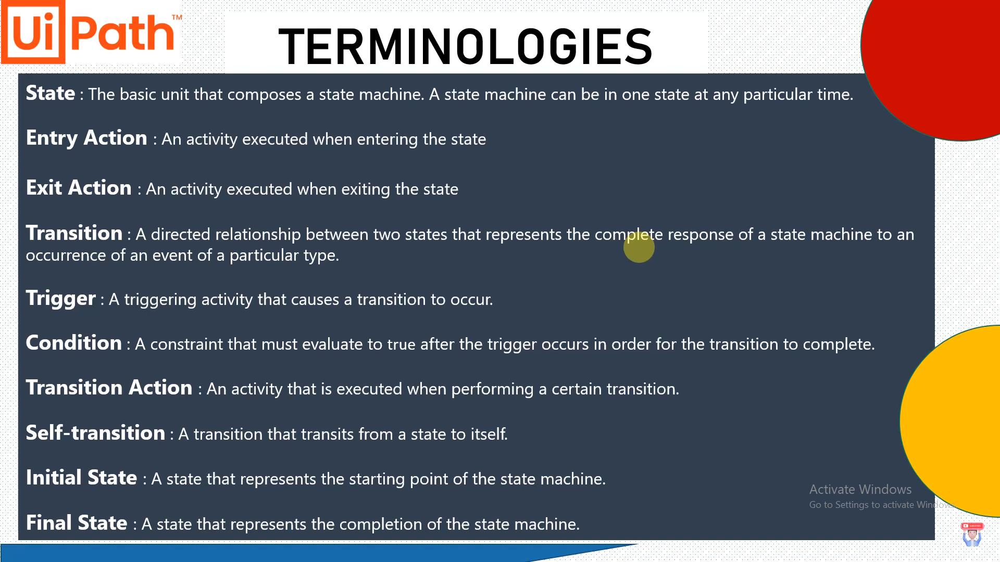 UiPath™
TERMINOLOGIES
State : The basic unit that composes a state machine. A state machine can be in one state at any particular time.
Entry Action : An activity executed when entering the state
Exit Action : An activity executed when exiting the state
Transition : A directed relationship between two states that represents the complete response of a state machine to an
occurrence of an event of a particular type.
Trigger : A triggering activity that causes a transition to occur.
Condition : A constraint that must evaluate to true after the trigger occurs in order for the transition to complete.
Transition Action : An activity that is executed when performing a certain transition.
Self-transition : A transition that transits from a state to itself.
Initial State : A state that represents the starting point of the state machine.
Final State : A state that represents the completion of the state machine.
Activate Windows
Go to Settings to activate Windows.